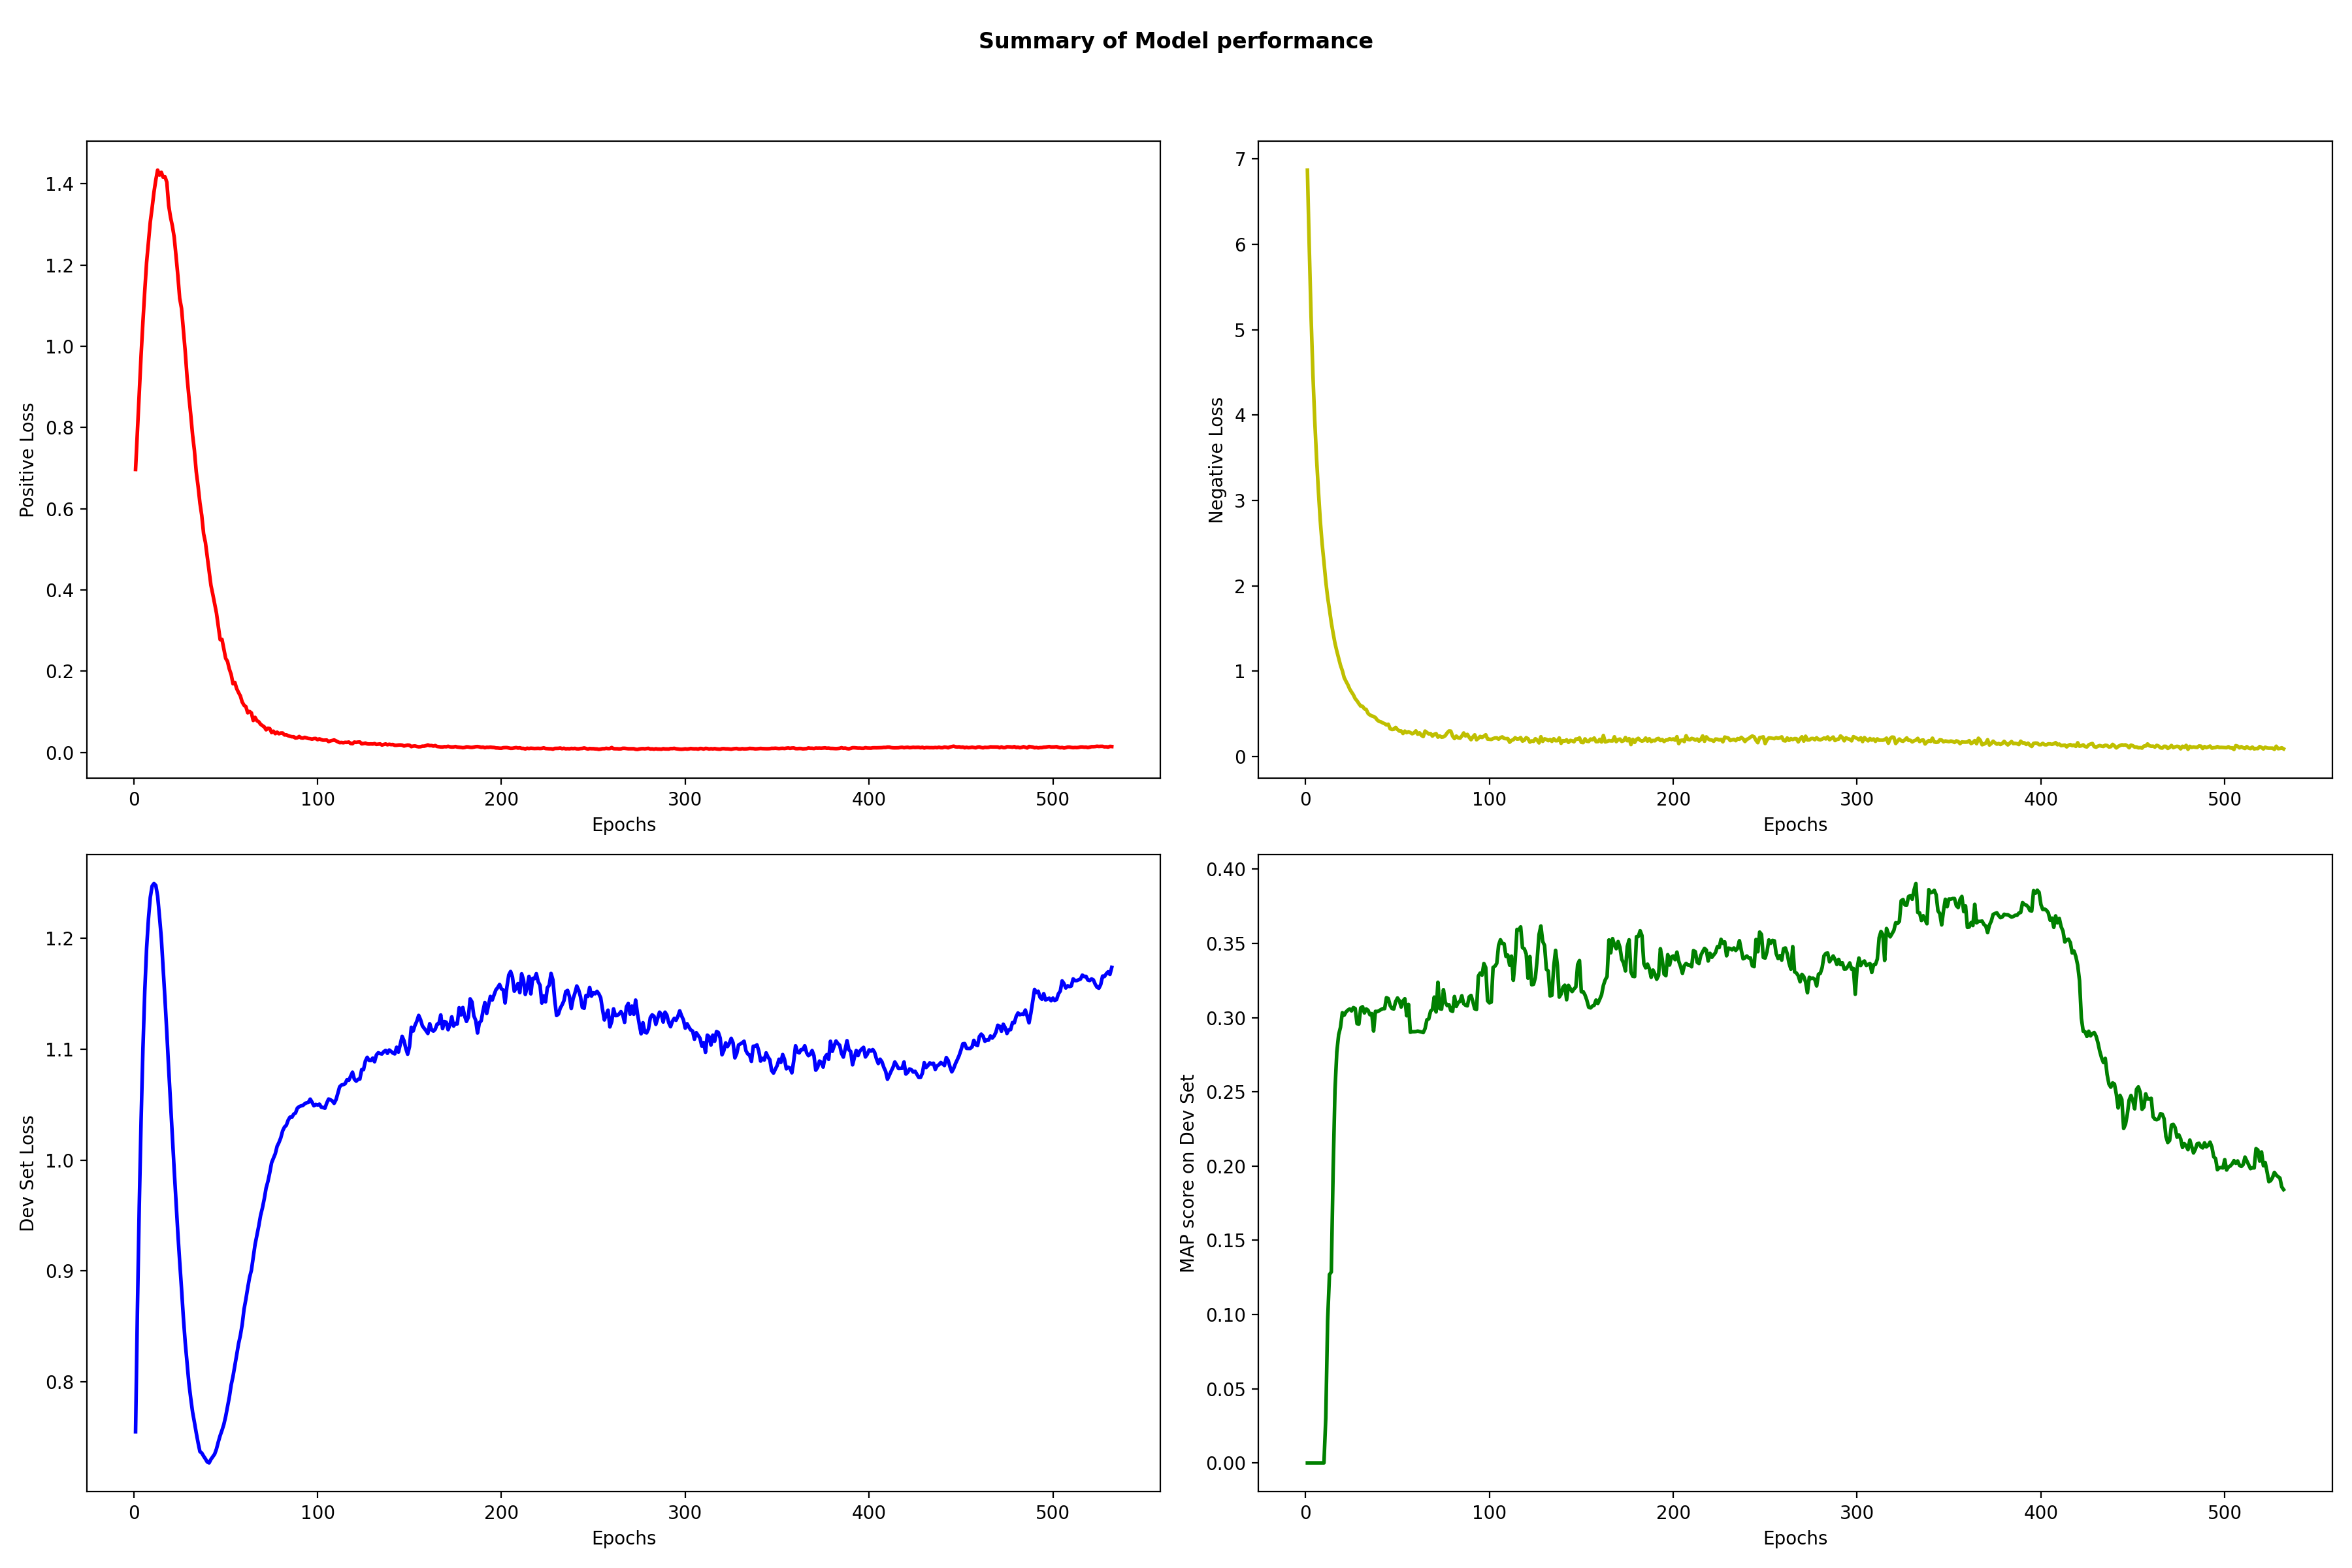 Summary of Model performance
Positive Loss
1.4
1.2
1.0
0.8
0.6
0.4
0.2
0.0
0 100 200 300 400 500
Epochs
Negative Loss
7
6
5
4
3
2
1
0
0 100 200 300 400 500
Epochs
Dev Set Loss
1.2
1.1
1.0
0.9
0.8
0 100 200 300 400 500
Epochs
MAP score on Dev Set
0.40
0.35
0.30
0.25
0.20
0.15
0.10
0.05
0.00
0 100 200 300 400 500
Epochs